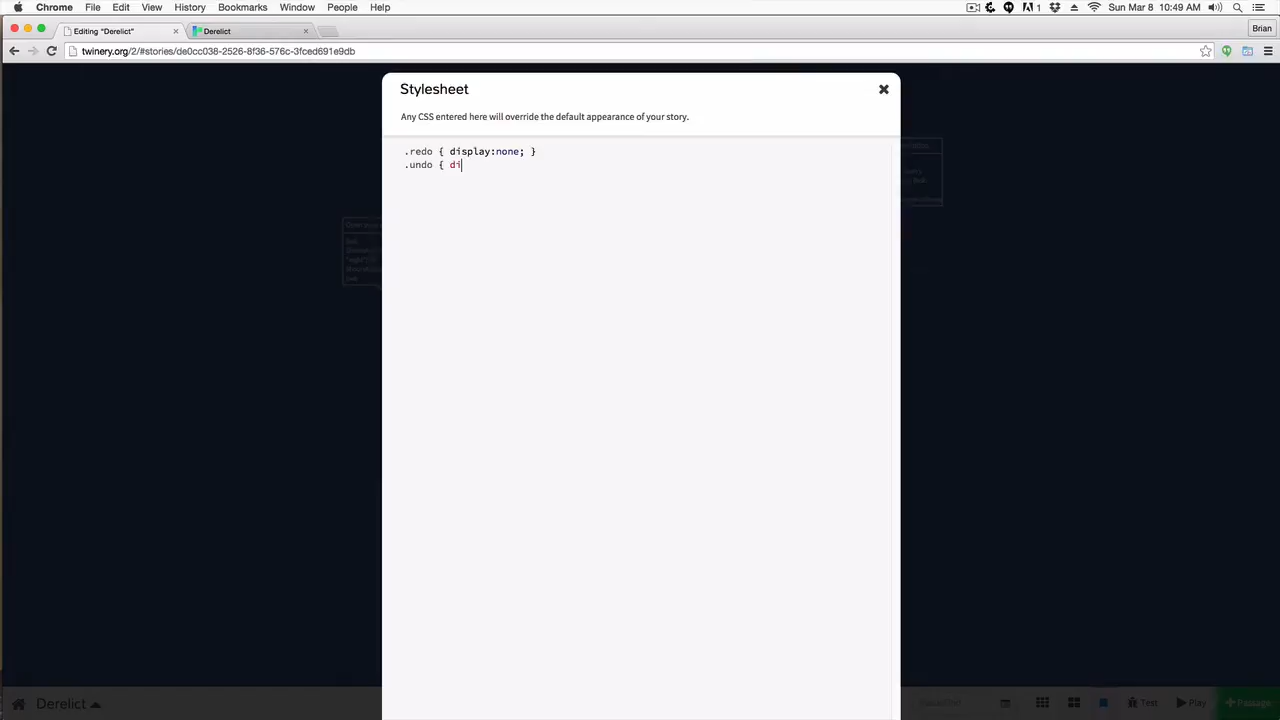 Chrome File Edit View History Bookmarks Window People Help 1 Sun Mar 8 10:49 AM
Editing "Derelict" Derelict Brian
twinery.org/2/#stories/de0cc038-2526-8f36-576c-3fced691e9db
Stylesheet
Any CSS entered here will override the default appearance of your story.
.redo { display:none; }
.undo { di
Derelict Test Play +Passage